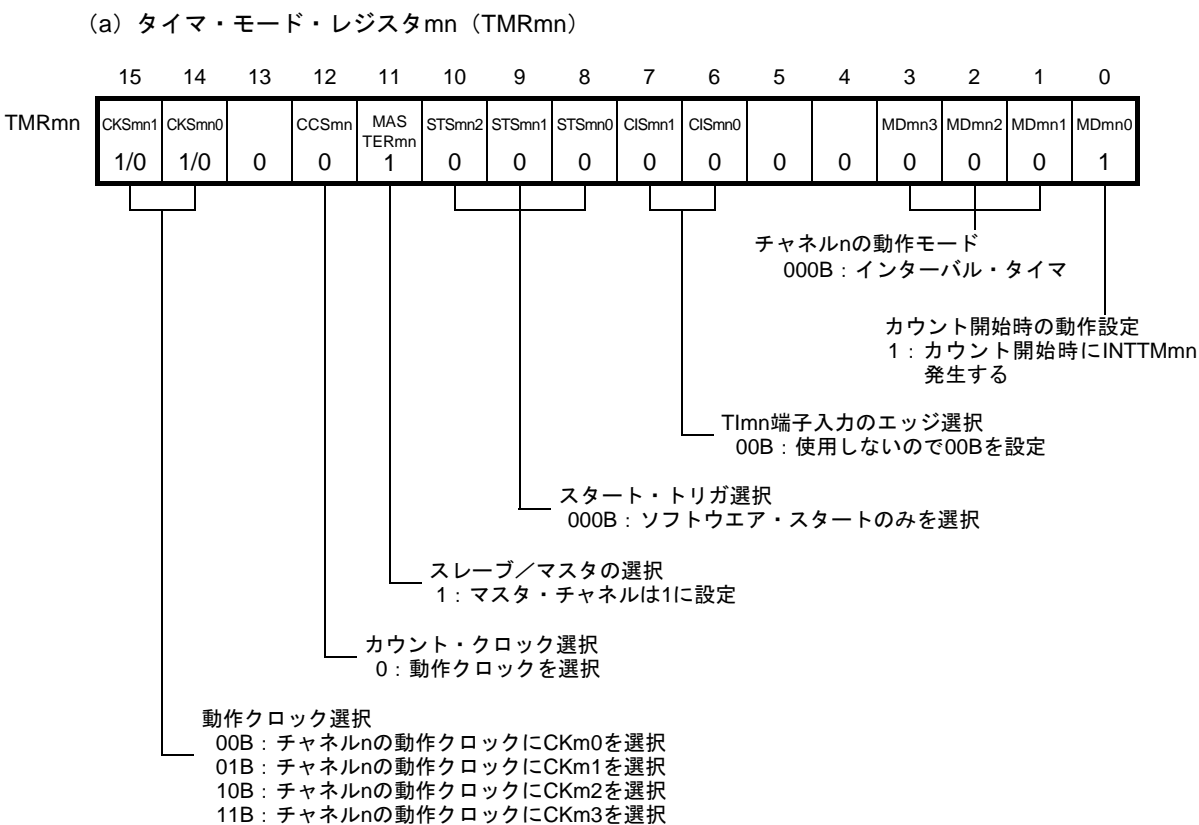 (a) タイマ・モード・レジスタmn（TMRmn）
15 14 13 12 11 10 9 8 7 6 5 4 3 2 1 0
TMRmn CKSmn1 CKSmn0 CCSmn MAS TERmn STSmn2 STSmn1 STSmn0 CISmn1 CISmn0 MDmn3 MDmn2 MDmn1 MDmn0
1/0 1/0 0 0 1 0 0 0 0 0 0 0 0 0 0 1
チャネルnの動作モード
000B：インターバル・タイマ
カウント開始時の動作設定
1：カウント開始時にINTTMmn
発生する
TImn端子入力のエッジ選択
00B：使用しないので00Bを設定
スタート・トリガ選択
000B：ソフトウエア・スタートのみを選択
スレーブ／マスタの選択
1：マスタ・チャネルは1に設定
カウント・クロック選択
0：動作クロックを選択
動作クロック選択
00B：チャネルnの動作クロックにCKm0を選択
01B：チャネルnの動作クロックにCKm1を選択
10B：チャネルnの動作クロックにCKm2を選択
11B：チャネルnの動作クロックにCKm3を選択